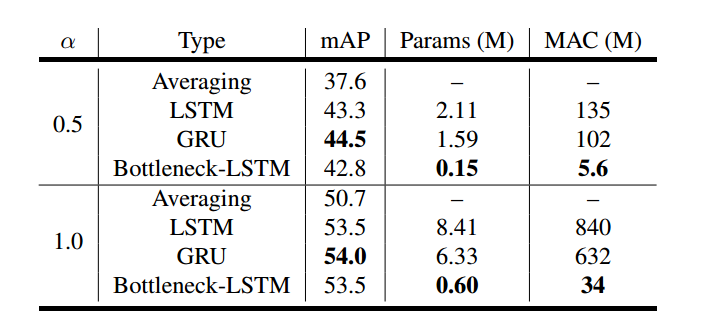 α Type mAP Params (M) MAC (M)
Averaging 37.6 – –
LSTM 43.3 2.11 135
0.5
GRU 44.5 1.59 102
Bottleneck-LSTM 42.8 0.15 5.6
Averaging 50.7 – –
LSTM 53.5 8.41 840
1.0
GRU 54.0 6.33 632
Bottleneck-LSTM 53.5 0.60 34